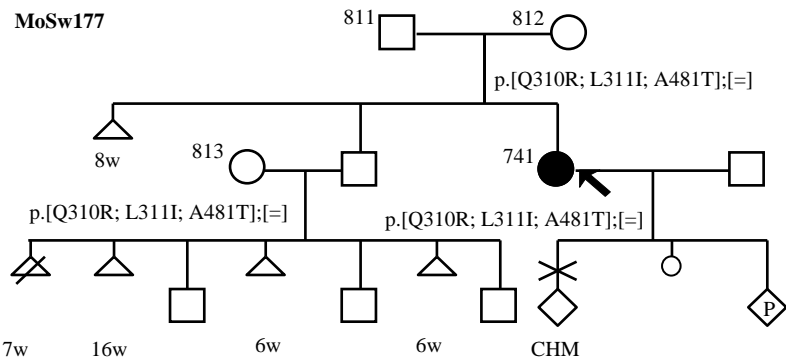 MoSw177
811 812
p.[Q310R; L311I; A481T];[=]
8w 813 741
p.[Q310R; L311I; A481T];[=] p.[Q310R; L311I; A481T];[=]
P
7w 16w 6w 6w CHM